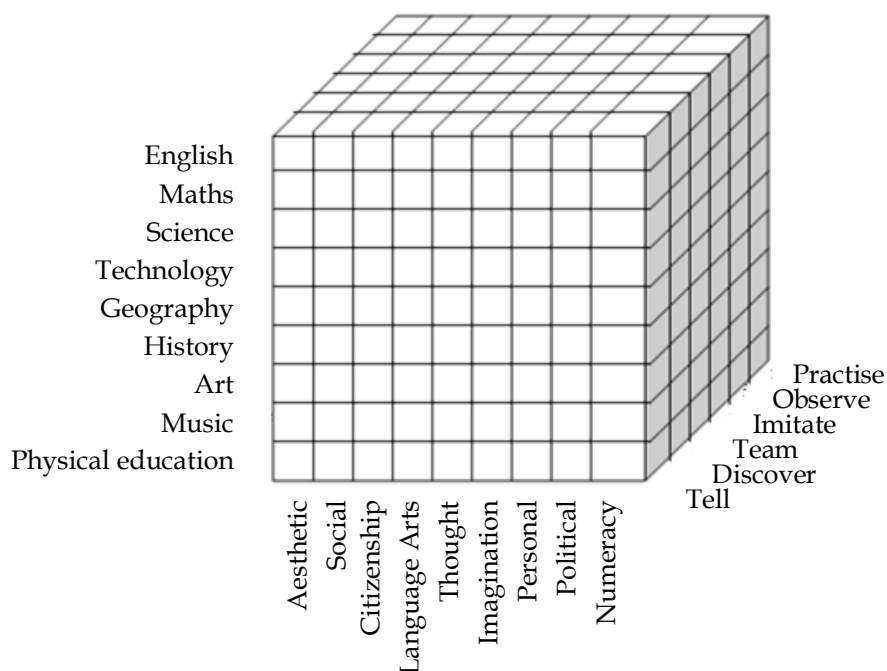 English
Maths
Science
Technology
Geography
History
Art
Music
Physical education
Practise
Observe
Imitate
Team
Discover
Tell
Aesthetic
Social
Citizenship
Language Arts
Thought
Imagination
Personal
Political
Numeracy